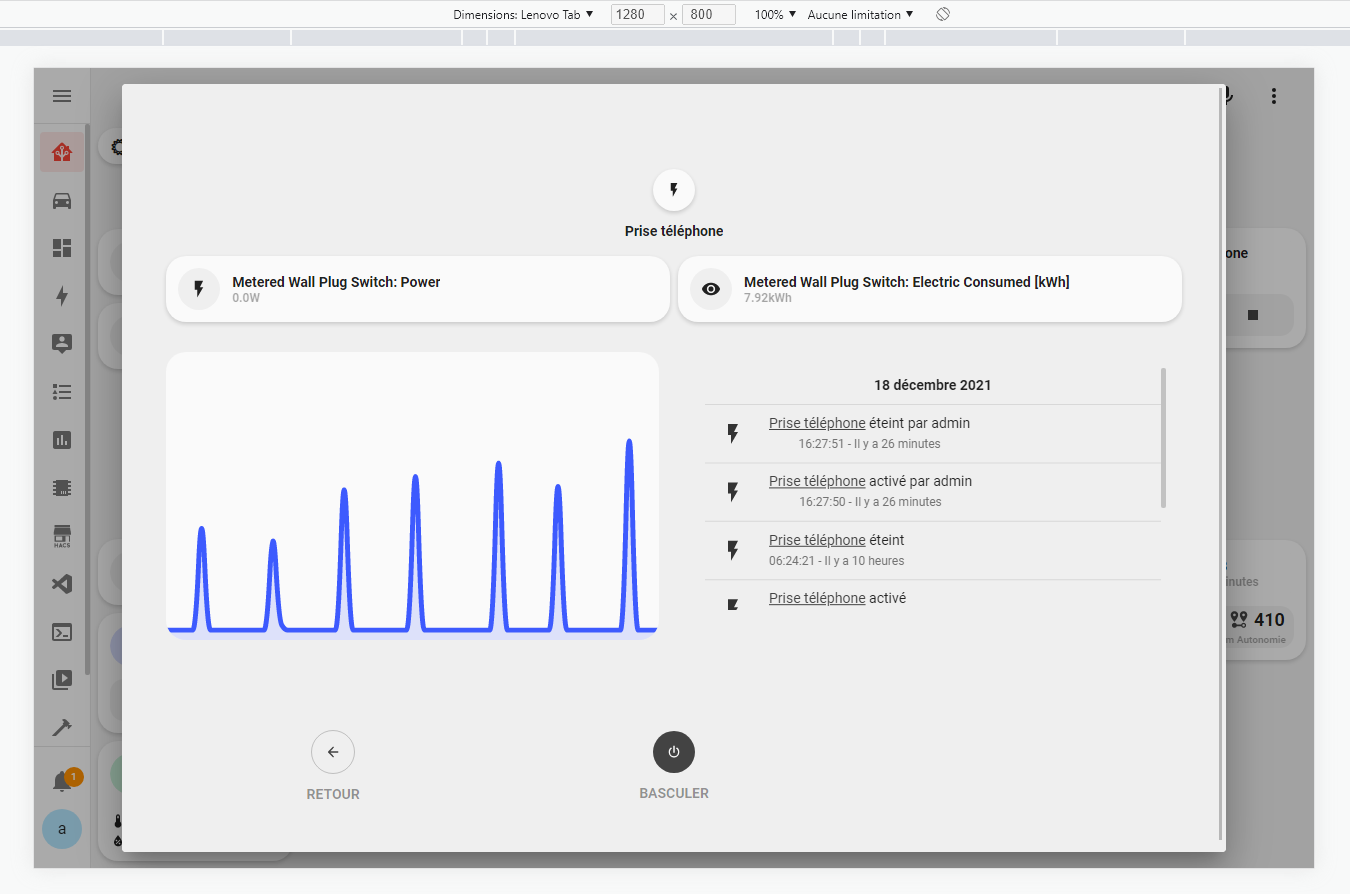 Dimensions: Lenovo Tab ▼ 1280 × 800 100% ▼ Aucune limitation ▼
Prise téléphone
Metered Wall Plug Switch: Power
0.0W
Metered Wall Plug Switch: Electric Consumed [kWh]
7.92kWh
one
18 décembre 2021
Prise téléphone éteint par admin
16:27:51 - Il y a 26 minutes
Prise téléphone activé par admin
16:27:50 - Il y a 26 minutes
Prise téléphone éteint
06:24:21 - Il y a 10 heures
Prise téléphone activé
HACS
inutes
410
m Autonomie
1
a
RETOUR
BASCULER